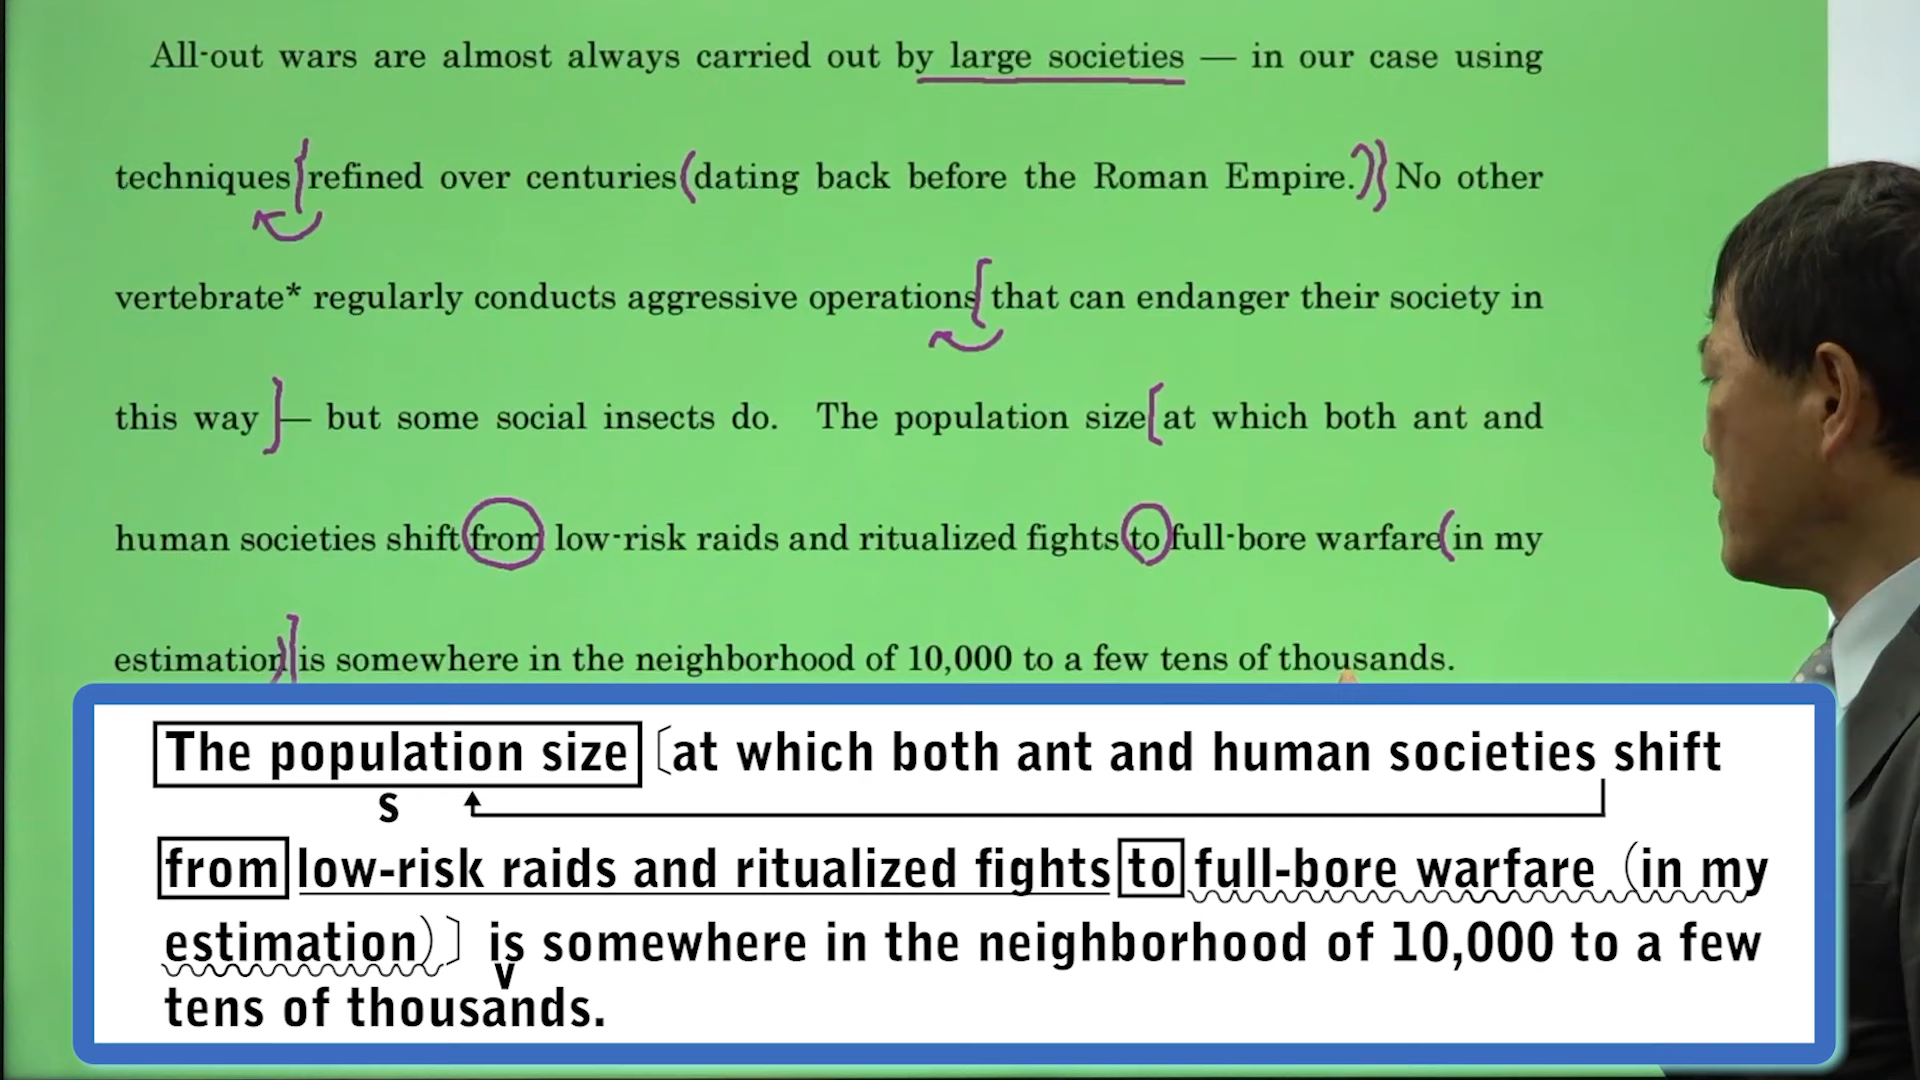 All-out wars are almost always carried out by large societies — in our case using
techniques refined over centuries dating back before the Roman Empire. No other
vertebrate* regularly conducts aggressive operations that can endanger their society in
this way — but some social insects do. The population size at which both ant and
human societies shift from low-risk raids and ritualized fights to full-bore warfare in my
estimation is somewhere in the neighborhood of 10,000 to a few tens of thousands.
The population size 〔at which both ant and human societies shift
S
from low-risk raids and ritualized fights to full-bore warfare (in my
estimation)〕 is somewhere in the neighborhood of 10,000 to a few
V
tens of thousands.